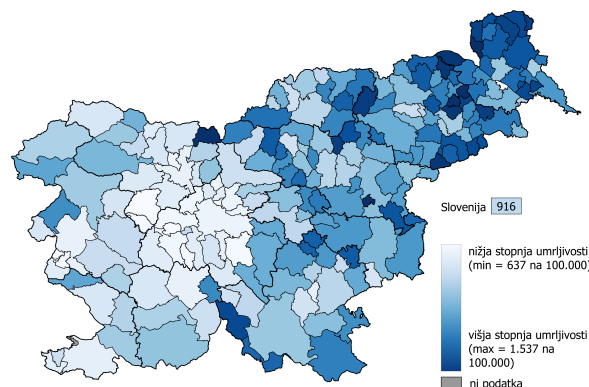 Slovenija 916
nižja stopnja umrljivosti
(min = 637 na 100.000)
višja stopnja umrljivosti
(max = 1.537 na
100.000)
ni podatka